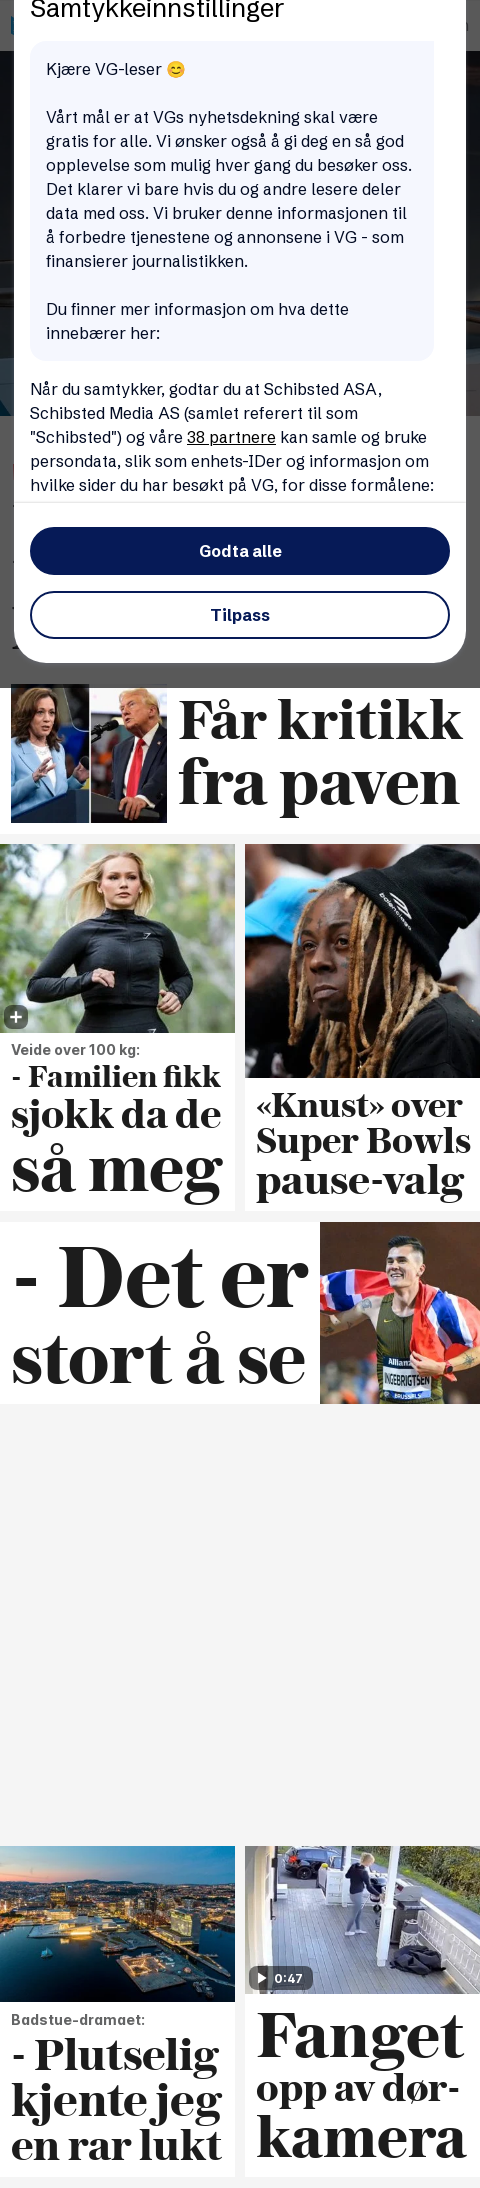 Samtykkeinnstillinger
Kjære VG-leser 😊
Vårt mål er at VGs nyhetsdekning skal være
gratis for alle. Vi ønsker også å gi deg en så god
opplevelse som mulig hver gang du besøker oss.
Det klarer vi bare hvis du og andre lesere deler
data med oss. Vi bruker denne informasjonen til
å forbedre tjenestene og annonsene i VG - som
finansierer journalistikken.
Du finner mer informasjon om hva dette
innebærer her:
Når du samtykker, godtar du at Schibsted ASA,
Schibsted Media AS (samlet referert til som
"Schibsted") og våre 38 partnere kan samle og bruke
persondata, slik som enhets-IDer og informasjon om
hvilke sider du har besøkt på VG, for disse formålene:
Godta alle
Tilpass
Får kritikk
fra paven
Veide over 100 kg:
- Familien fikk
sjokk da de
så meg
balenciaga
«Knust» over
Super Bowls
pause-valg
- Det er
stort å se
Allianz
INGEBRIGTSEN
BRUSSELS
Badstue-dramaet:
- Plutselig
kjente jeg
en rar lukt
0:47
Fanget
opp av dør-
kamera